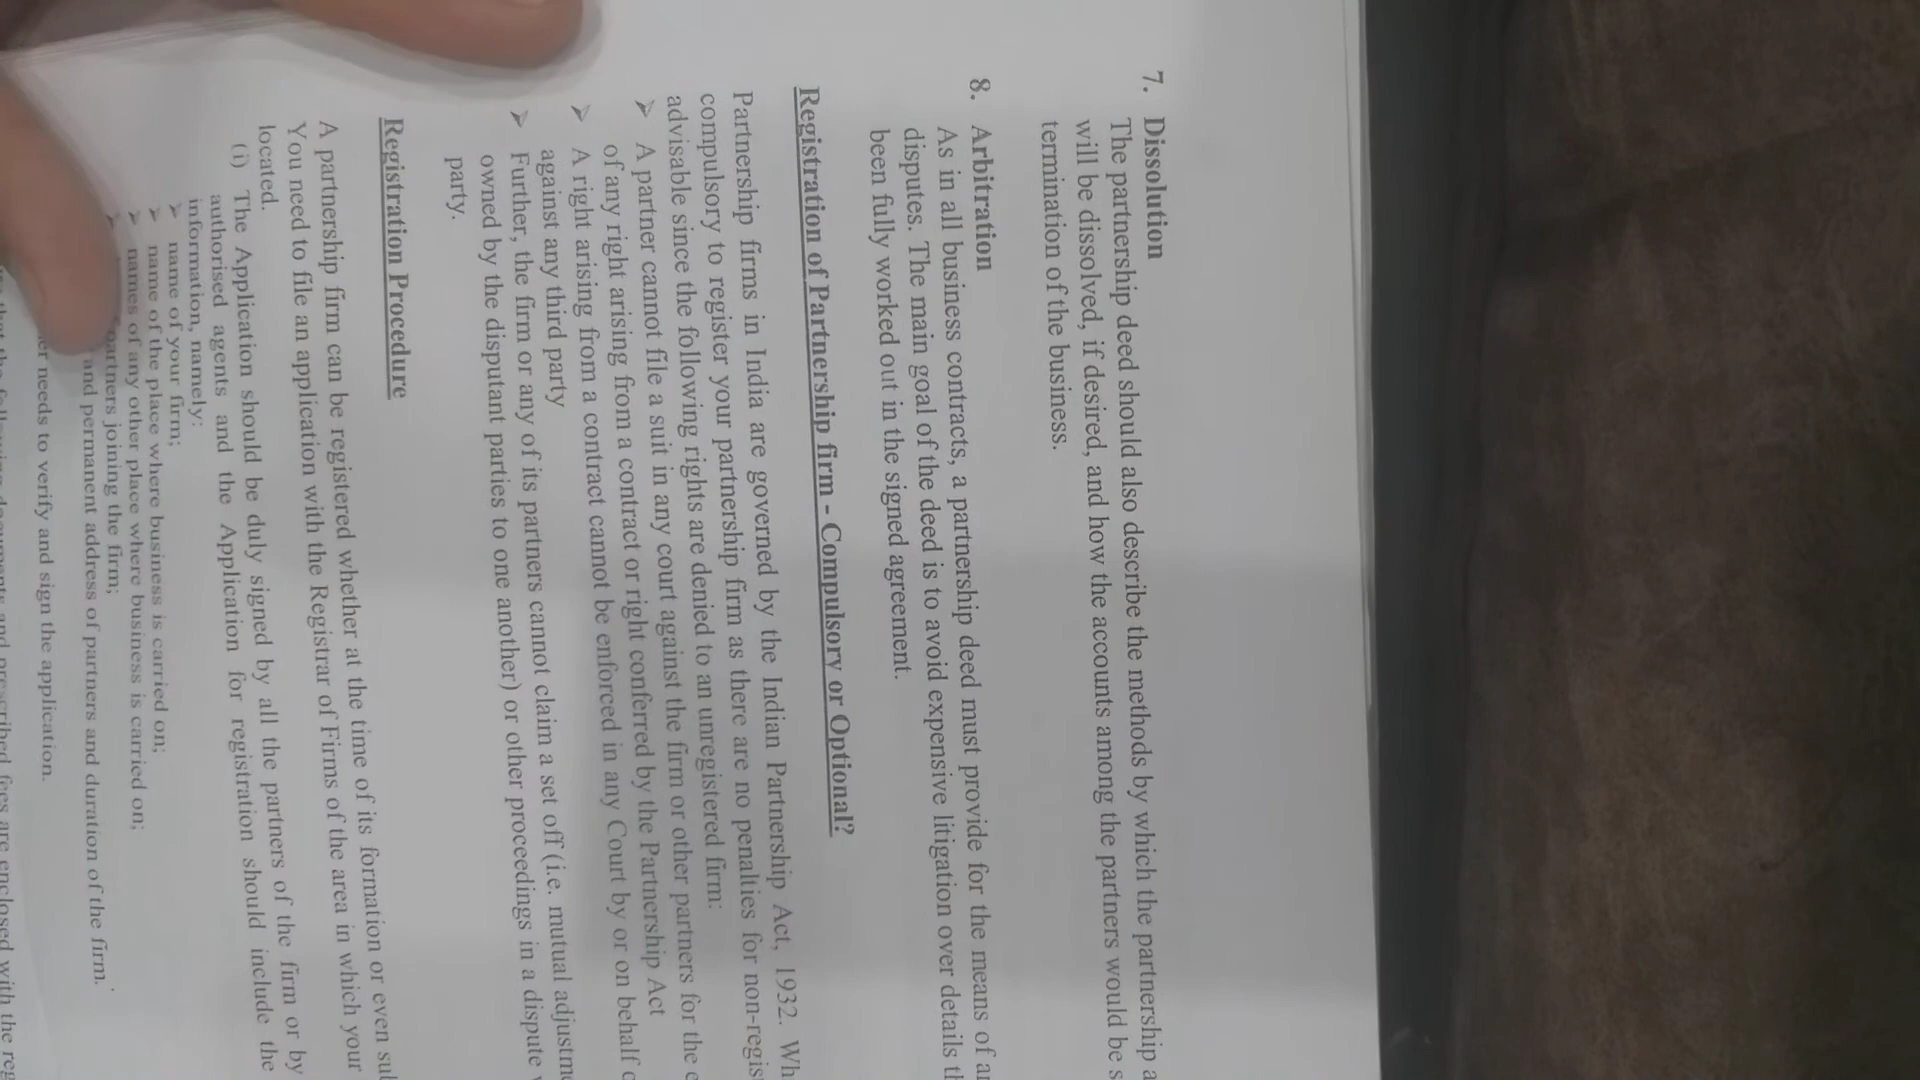 7. Dissolution
The partnership deed should also describe the methods by which the partnership
will be dissolved, if desired, and how the accounts among the partners would be
termination of the business.
8. Arbitration
As in all business contracts, a partnership deed must provide for the means of
disputes. The main goal of the deed is to avoid expensive litigation over details
been fully worked out in the signed agreement.
Registration of Partnership firm - Compulsory or Optional?
Partnership firms in India are governed by the Indian Partnership Act, 1932.
compulsory to register your partnership firm as there are no penalties for
advisable since the following rights are denied to an unregistered firm:
➢ A partner cannot file a suit in any court against the firm or other partners for the
of any right arising from a contract or right conferred by the Partnership Act
➢ A right arising from a contract cannot be enforced in any Court by or on behalf
against any third party
➢ Further, the firm or any of its partners cannot claim a set off (i.e. mutual
owned by the disputant parties to one another) or other proceedings in a dispute
party.
Registration Procedure
A partnership firm can be registered whether at the time of its formation or even
You need to file an application with the Registrar of Firms of the area in which your
located.
(i) The Application should be duly signed by all the partners of the firm or by
authorised agents and the Application for registration should include the
information, namely:
➢ name of your firm;
➢ name of the place where business is carried on;
➢ names of any other place where business is carried on;
➢ partners joining the firm;
and permanent address of partners and duration of the firm.
needs to verify and sign the application.
and prescribed fees are enclosed with the